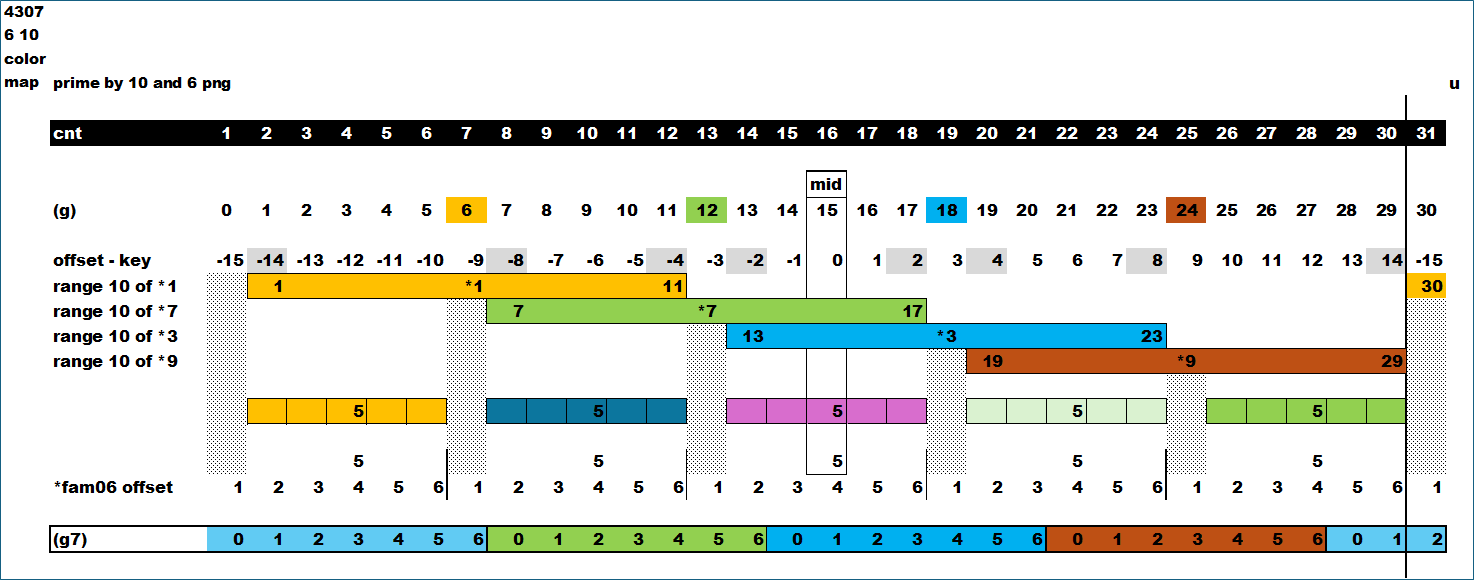 4307
6 10
color
map prime by 10 and 6 png u
cnt 1 2 3 4 5 6 7 8 9 10 11 12 13 14 15 16 17 18 19 20 21 22 23 24 25 26 27 28 29 30 31
mid
(g) 0 1 2 3 4 5 6 7 8 9 10 11 12 13 14 15 16 17 18 19 20 21 22 23 24 25 26 27 28 29 30
offset - key -15 -14 -13 -12 -11 -10 -9 -8 -7 -6 -5 -4 -3 -2 -1 0 1 2 3 4 5 6 7 8 9 10 11 12 13 14 -15
range 10 of *1 1 *1 11 30
range 10 of *7 7 *7 17
range 10 of *3 13 *3 23
range 10 of *9 19 *9 29
5 5 5 5 5
5 5 5 5 5
*fam06 offset 1 2 3 4 5 6 1 2 3 4 5 6 1 2 3 4 5 6 1 2 3 4 5 6 1 2 3 4 5 6 1
(g7) 0 1 2 3 4 5 6 0 1 2 3 4 5 6 0 1 2 3 4 5 6 0 1 2 3 4 5 6 0 1 2